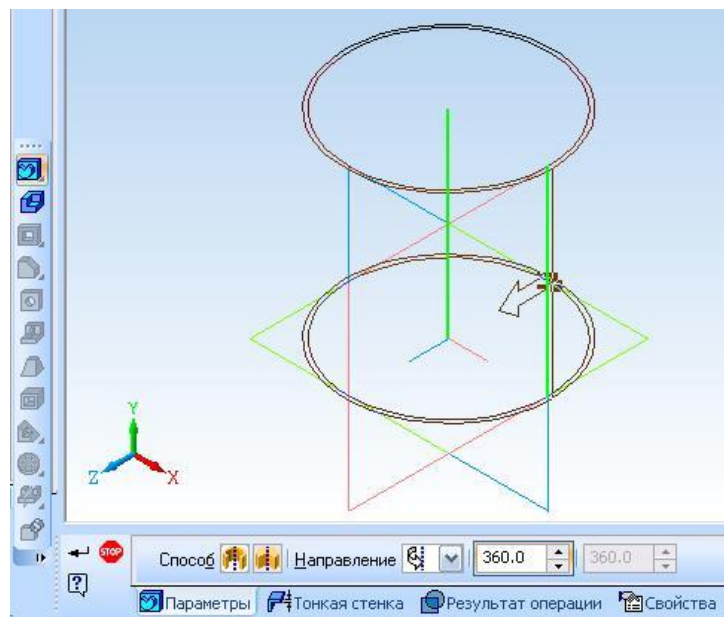 Y
Z
X
STOP Способ Направление 360.0 360.0
Параметры Тонкая стенка Результат операции Свойства